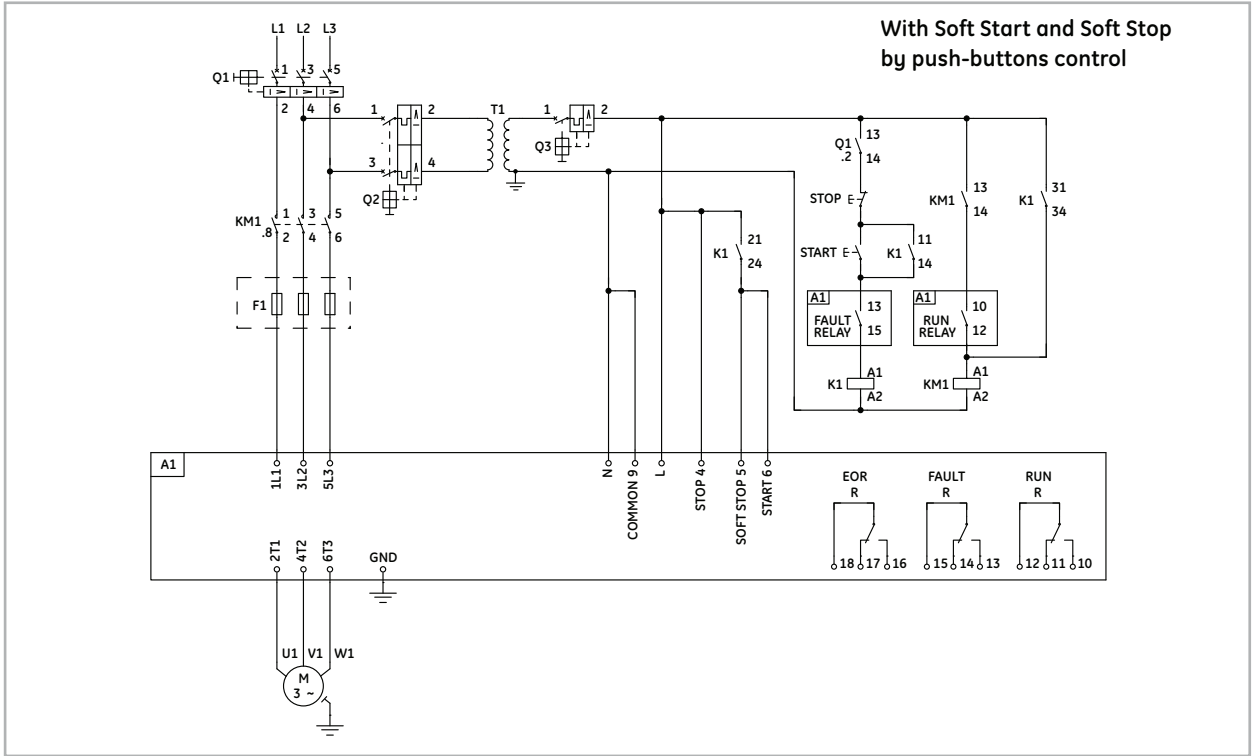 With Soft Start and Soft Stop
by push-buttons control
L1 L2 L3
Q1
1 3 5
2 4 6
1 2
3 4
Q2
T1
1 2
Q3
KM1
.8
1 3 5
2 4 6
F1
Q1
.2
13
14
STOP E
START E
K1
11
14
KM1
13
14
K1
31
34
K1
21
24
A1
FAULT
RELAY
13
15
A1
RUN
RELAY
10
12
K1
A1
A2
KM1
A1
A2
A1
1L1
3L2
5L3
N
COMMON 9
L
STOP 4
SOFT STOP 5
START 6
EOR
R
18 17 16
FAULT
R
15 14 13
RUN
R
12 11 10
2T1
4T2
6T3
GND
U1 V1 W1
M
3 ~